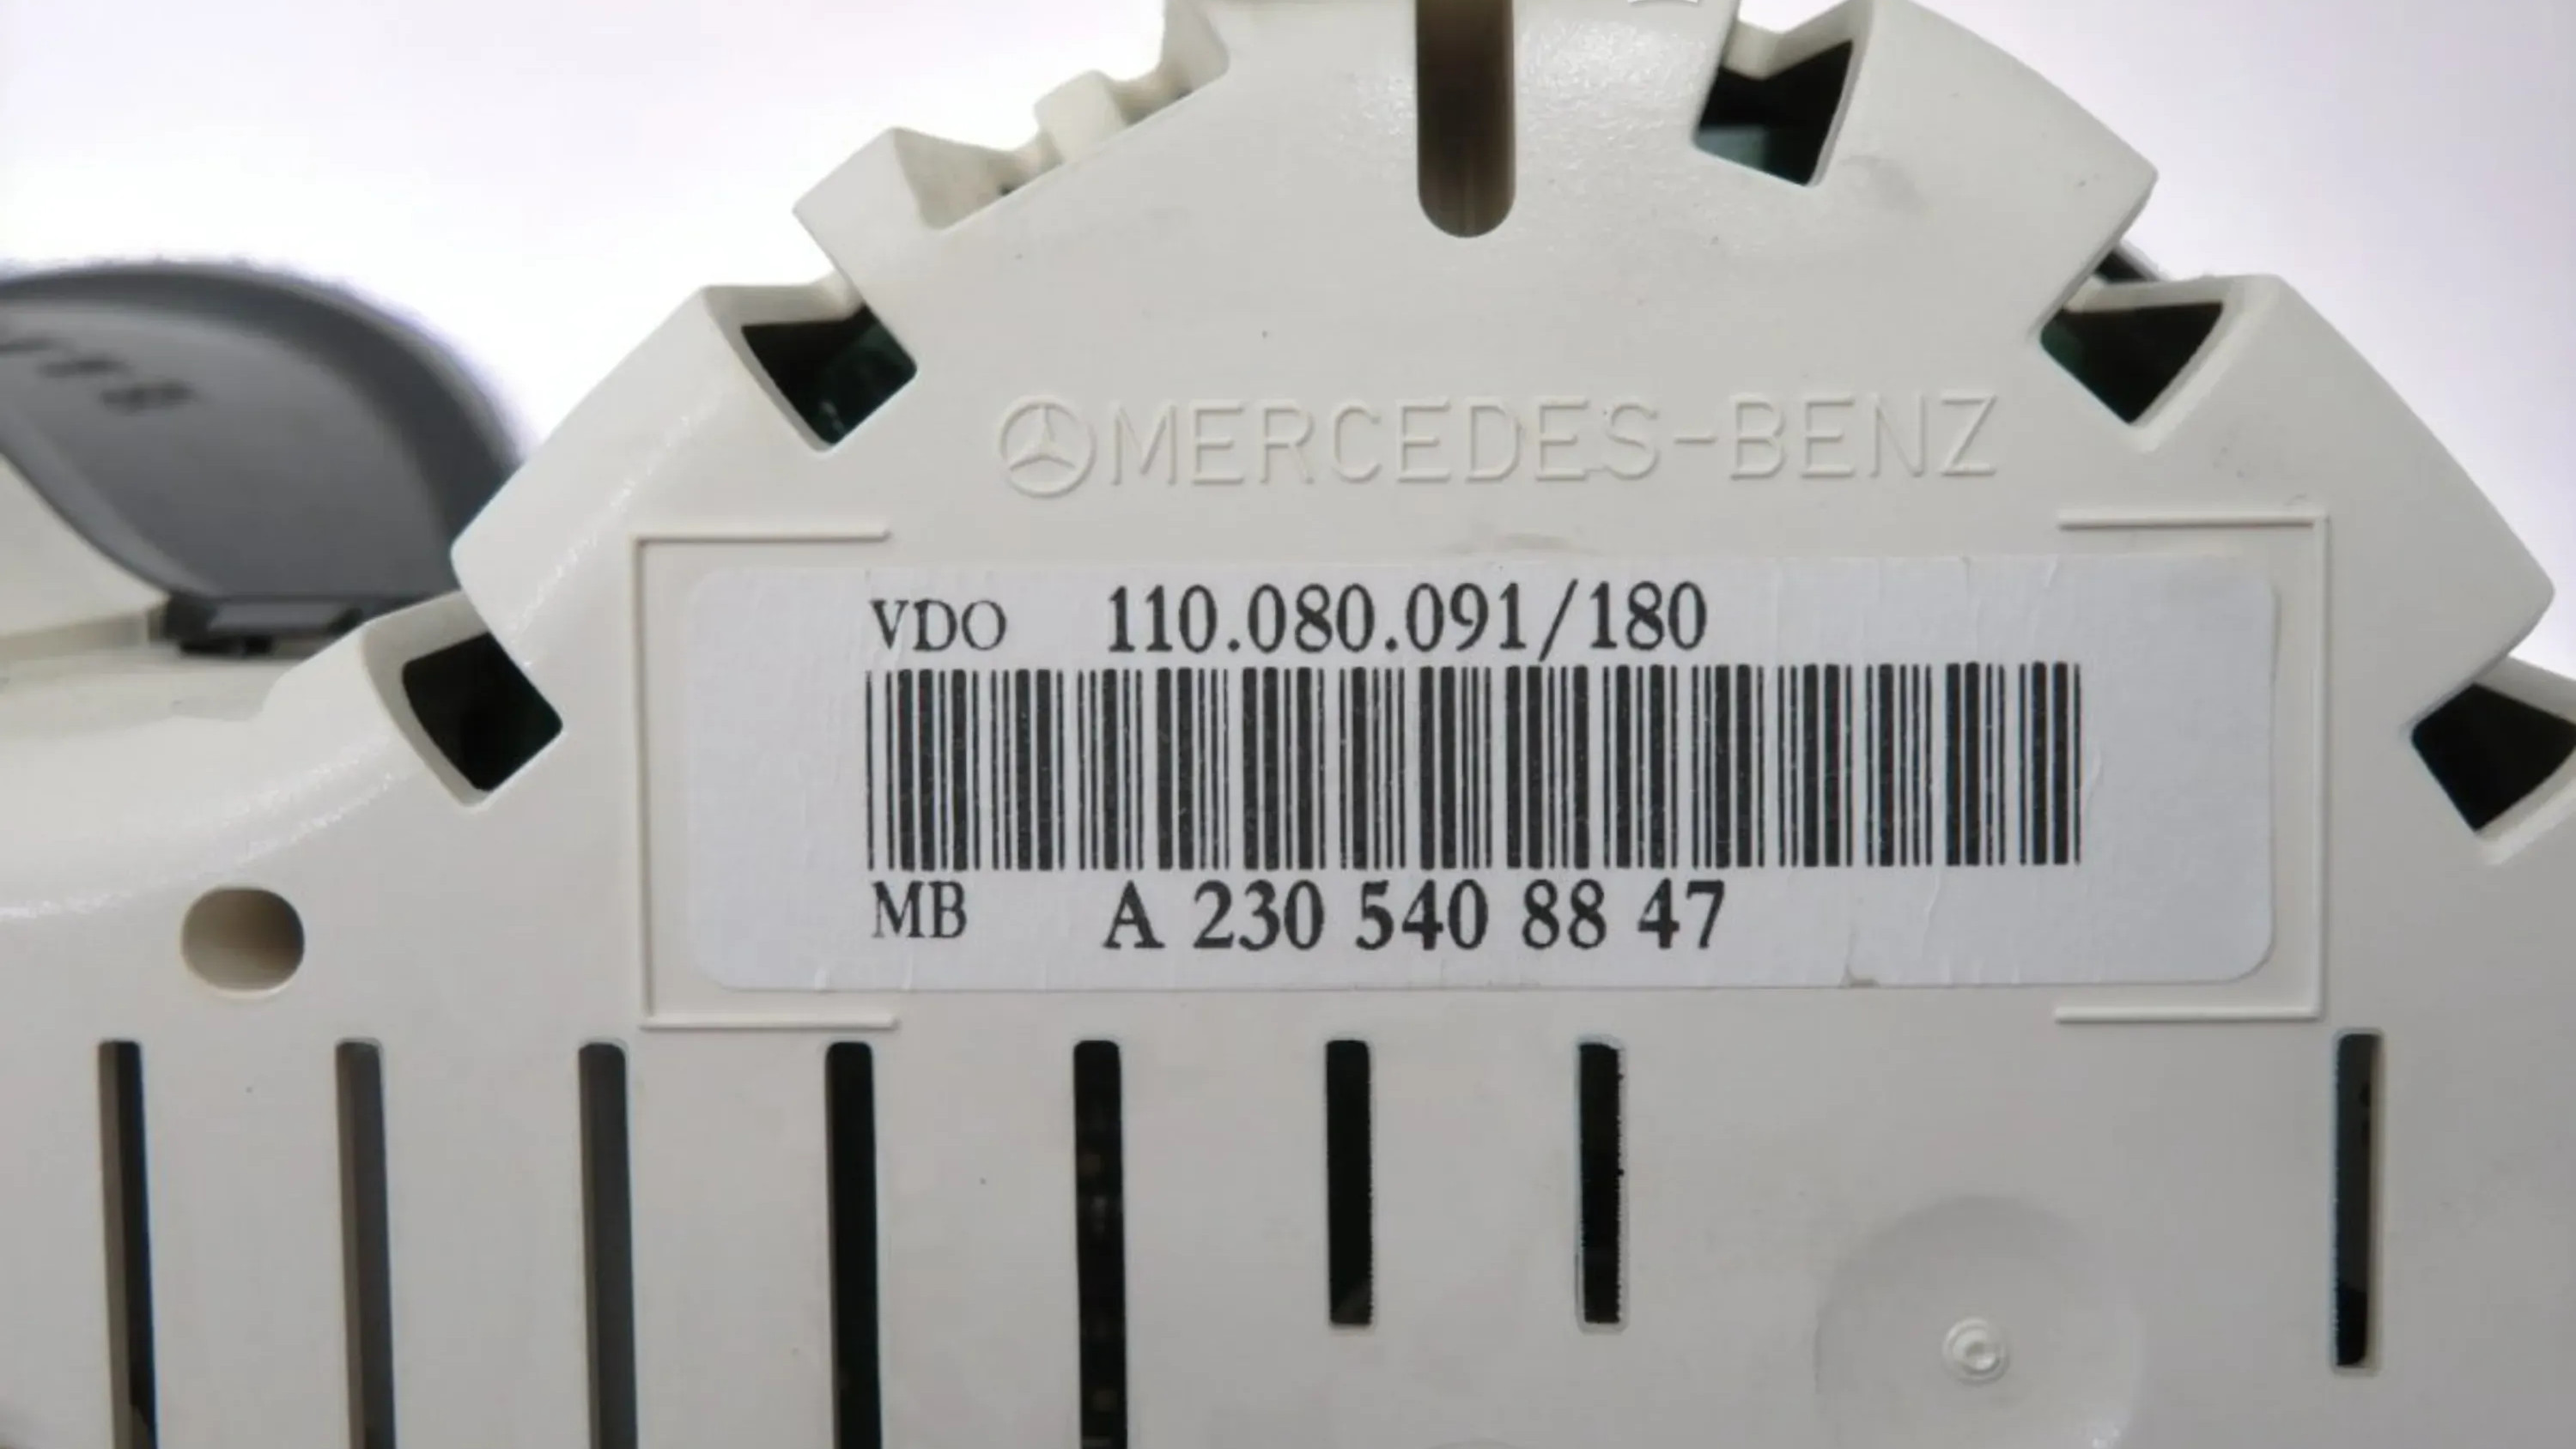 MERCEDES-BENZ
VDO 110.080.091/180
MB A 230 540 88 47